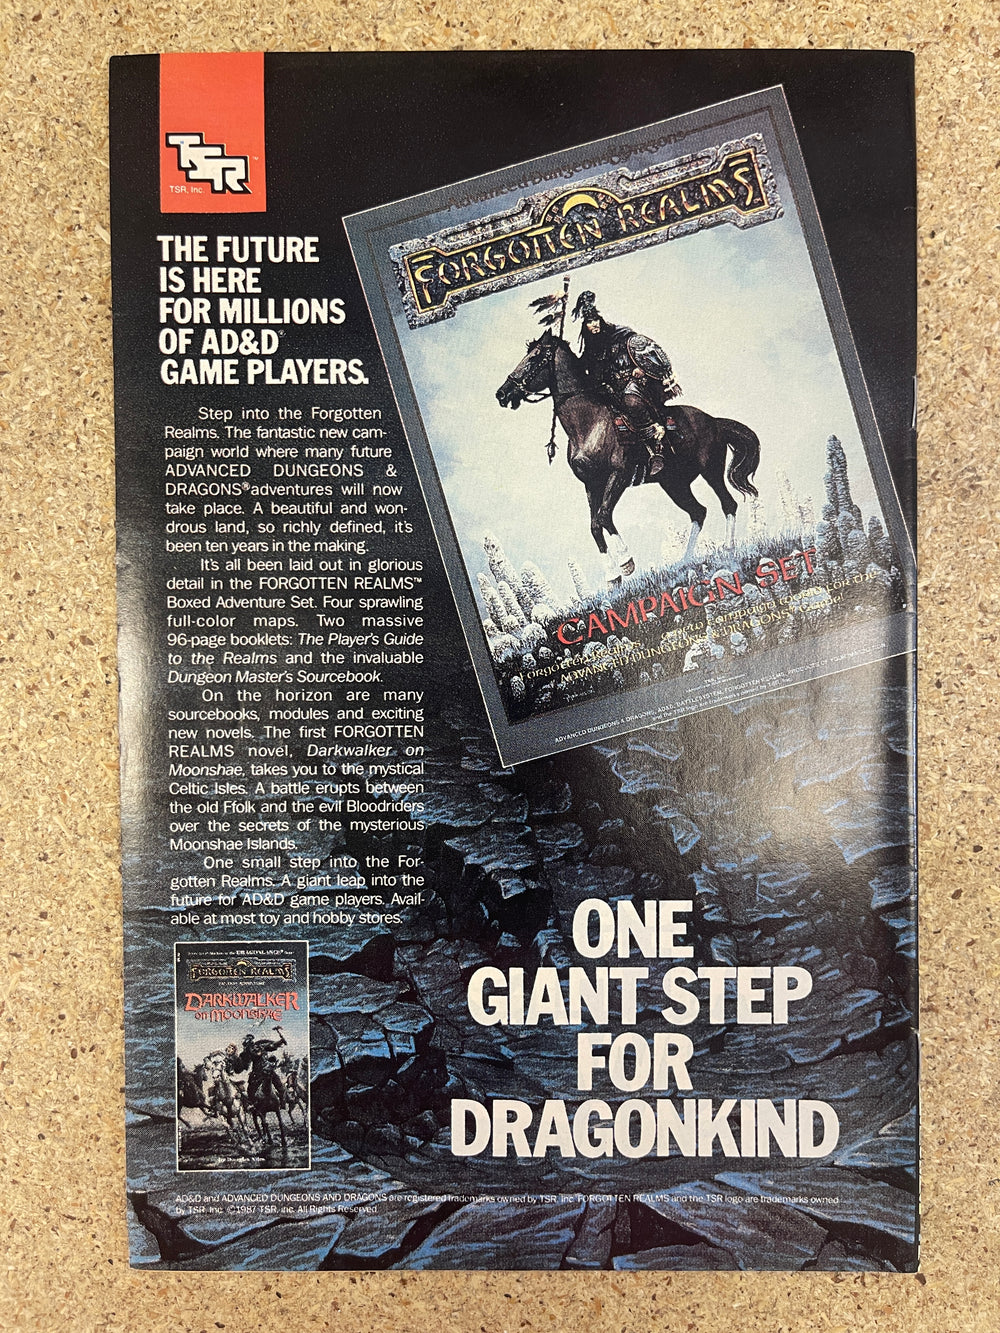 TSR
TSR, Inc.
THE FUTURE
IS HERE
FOR MILLIONS
OF AD&D®
GAME PLAYERS.
Step into the Forgotten
Realms. The fantastic new cam-
paign world where many future
ADVANCED DUNGEONS &
DRAGONS® adventures will now
take place. A beautiful and won-
drous land, so richly defined, it's
been ten years in the making.
It's all been laid out in glorious
detail in the FORGOTTEN REALMS™
Boxed Adventure Set. Four sprawling
full-color maps. Two massive
96-page booklets: The Player's Guide
to the Realms and the invaluable
Dungeon Master's Sourcebook.
On the horizon are many
sourcebooks, modules and exciting
new novels. The first FORGOTTEN
REALMS novel, Darkwalker on
Moonshae, takes you to the mystical
Celtic Isles. A battle erupts between
the old Ffolk and the evil Bloodriders
over the secrets of the mysterious
Moonshae Islands.
One small step into the For-
gotten Realms. A giant leap into the
future for AD&D game players. Avail-
able at most toy and hobby stores.
Advanced Dungeons & Dragons
FORGOTTEN REALMS
CAMPAIGN SET
ADVANCED DUNGEONS & DRAGONS
FORGOTTEN REALMS
DARKWALKER
on MOONSHAE
by Douglas Niles
ONE
GIANT STEP
FOR
DRAGONKIND
AD&D and ADVANCED DUNGEONS AND DRAGONS are registered trademarks owned by TSR, Inc. FORGOTTEN REALMS and the TSR logo are trademarks owned
by TSR, Inc. ©1987 TSR, Inc. All Rights Reserved.